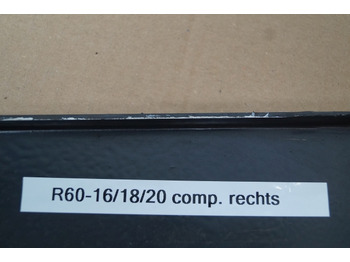 R60-16/18/20 comp. rechts